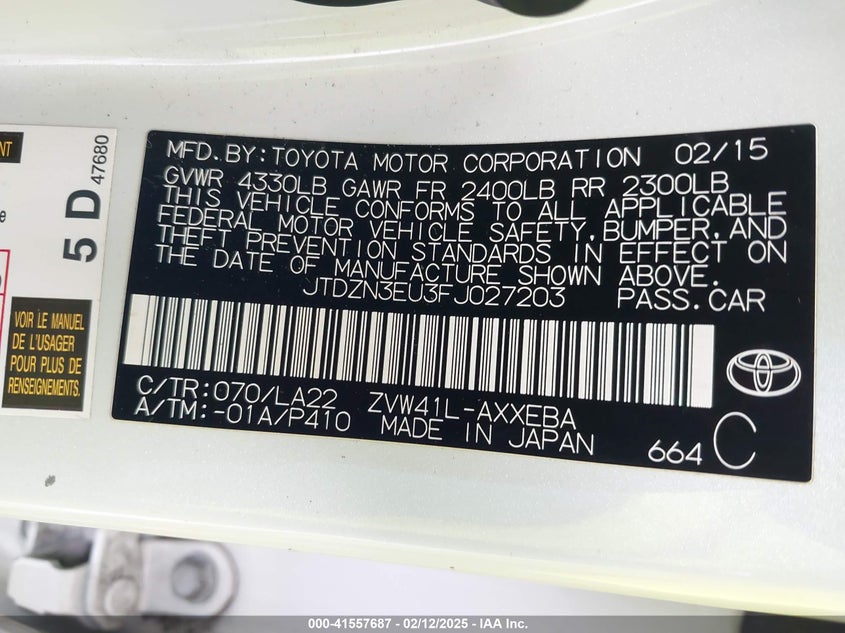 NT
5 D 47680
VOIR LE MANUEL
DE L'USAGER
POUR PLUS DE
RENSEIGNEMENTS.
MFD.BY:TOYOTA MOTOR CORPORATION 02/15
GVWR 4330LB GAWR FR 2400LB RR 2300LB
THIS VEHICLE CONFORMS TO ALL APPLICABLE
FEDERAL MOTOR VEHICLE SAFETY,BUMPER,AND
THEFT PREVENTION STANDARDS IN EFFECT ON
THE DATE OF MANUFACTURE SHOWN ABOVE.
JTDZN3EU3FJ027203 PASS.CAR
C/TR:070/LA22 ZVW41L-AXXEBA
A/TM:-01A/P410 MADE IN JAPAN
664 C
000-41557687 - 02/12/2025 - IAA Inc.